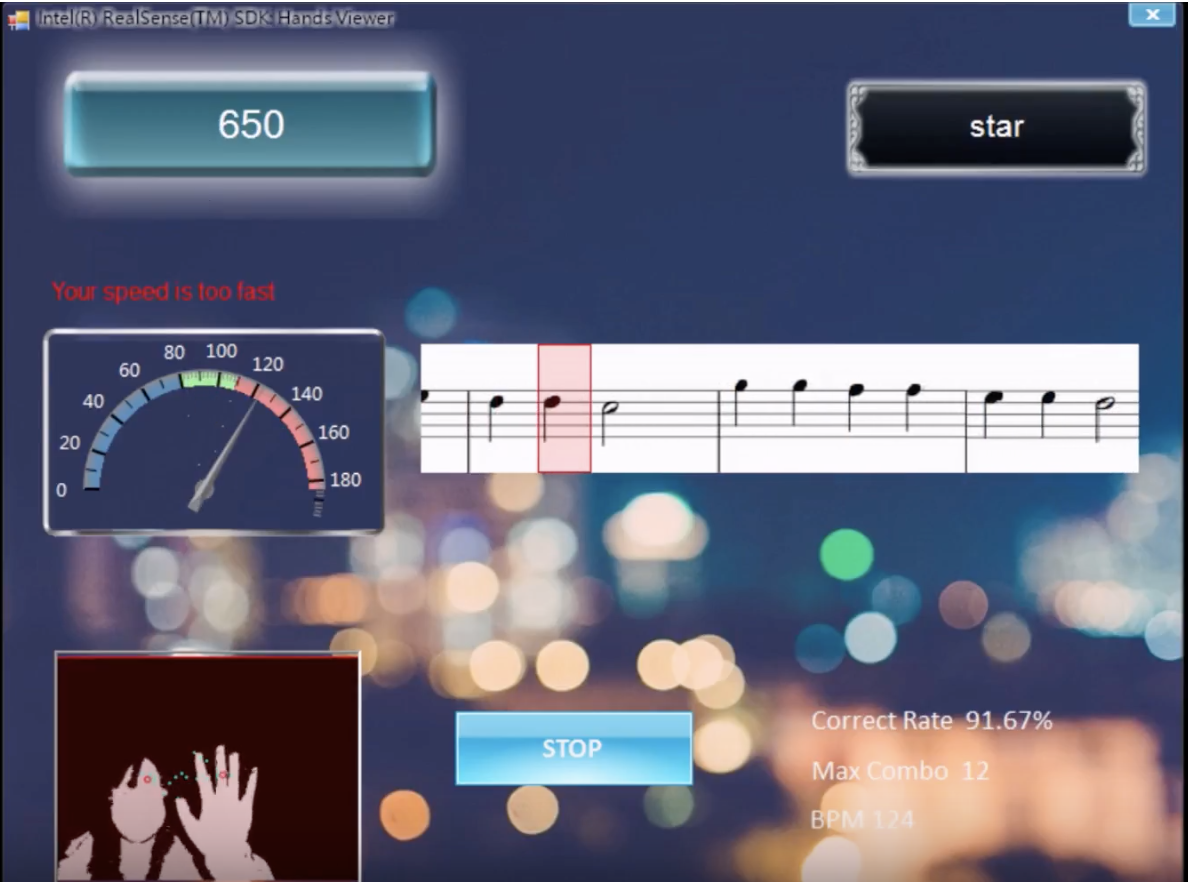 Intel(R) RealSense(TM) SDK: Hands Viewer
650
star
Your speed is too fast
0
20
40
60
80
100
120
140
160
180
STOP
Correct Rate 91.67%
Max Combo 12
BPM 124